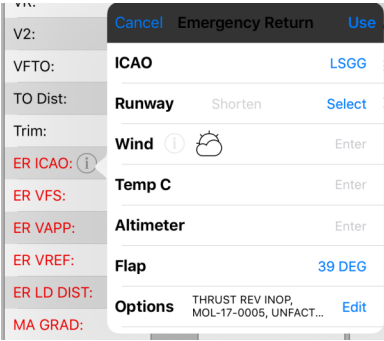 VR:
V2:
VFTO:
TO Dist:
Trim:
ER ICAO: i
ER VFS:
ER VAPP:
ER VREF:
ER LD DIST:
MA GRAD:
Cancel Emergency Return Use
ICAO LSGG
Runway Shorten Select
Wind i Enter
Temp C Enter
Altimeter Enter
Flap 39 DEG
Options THRUST REV INOP, Edit
MOL-17-0005, UNFACT...